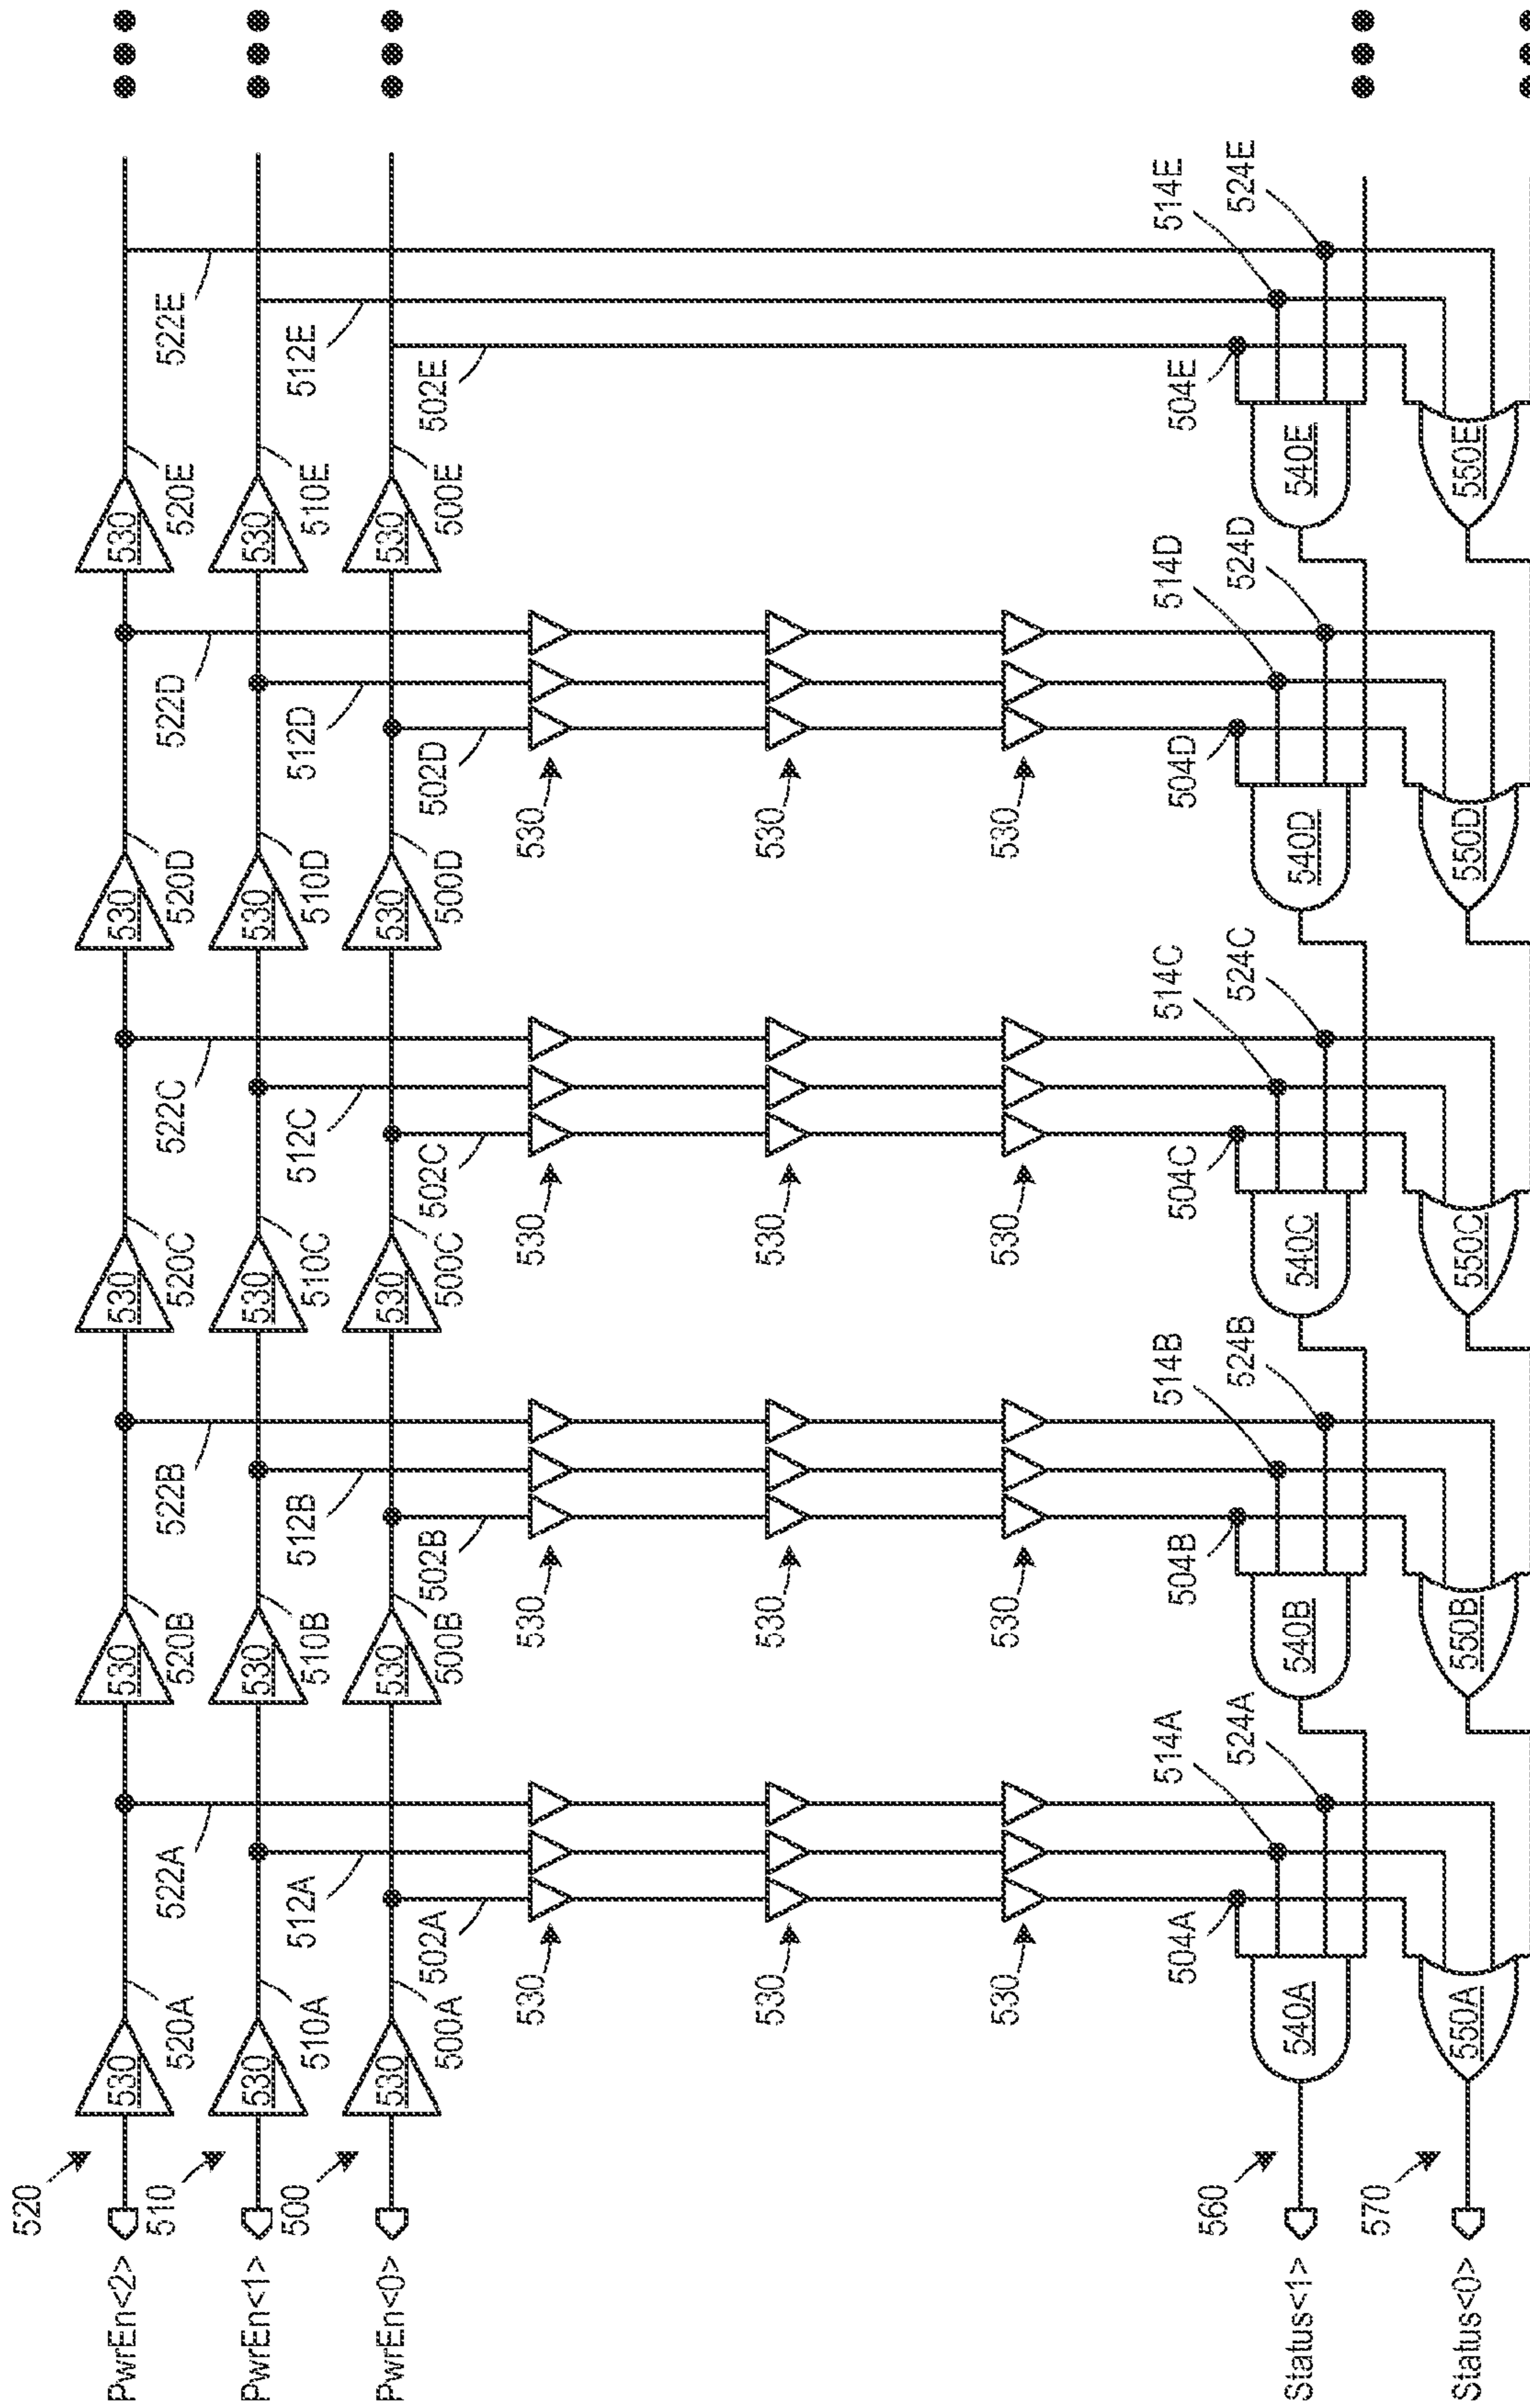 520
PwrEn<2>
530
520A
522A
530
520B
522B
530
520C
522C
530
520D
522D
530
520E
522E
510
PwrEn<1>
530
510A
512A
530
510B
512B
530
510C
512C
530
510D
512D
530
510E
512E
500
PwrEn<0>
530
500A
502A
530
500B
502B
530
500C
502C
530
500D
502D
530
500E
502E
530
530
530
530
530
530
530
530
530
530
530
530
504A
514A
524A
504B
514B
524B
504C
514C
524C
504D
514D
524D
504E
514E
524E
560
Status<1>
540A
540B
540C
540D
540E
570
Status<0>
550A
550B
550C
550D
550E